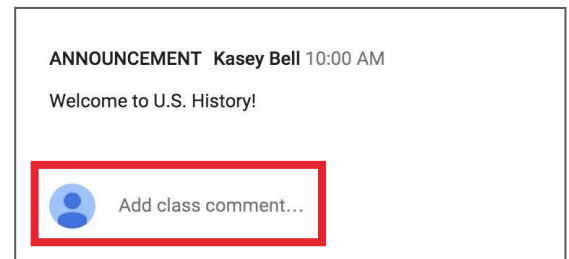 ANNOUNCEMENT Kasey Bell 10:00 AM
Welcome to U.S. History!
Add class comment...